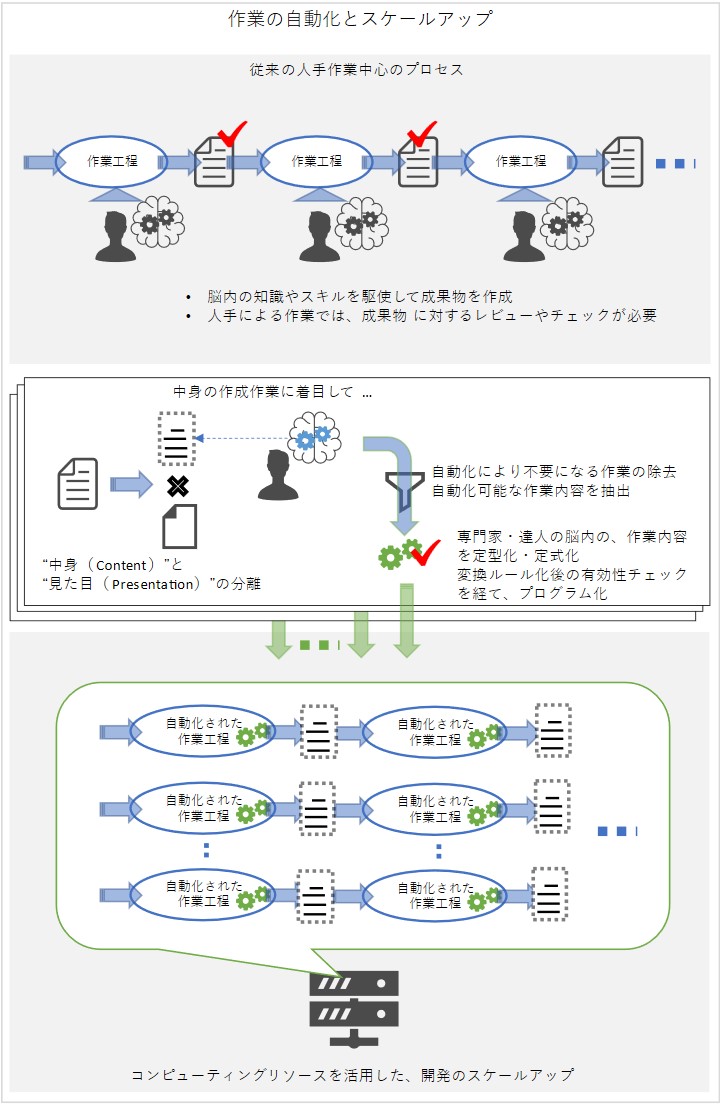 作業の自動化とスケールアップ
従来の人手作業中心のプロセス
作業工程
作業工程
作業工程
• 脳内の知識やスキルを駆使して成果物を作成
• 人手による作業では、成果物 に対するレビューやチェックが必要
中身の作成作業に着目して …
自動化により不要になる作業の除去
自動化可能な作業内容を抽出
専門家・達人の脳内の、作業内容
を定型化・定式化
変換ルール化後の有効性チェック
を経て、プログラム化
“中身（Content）”と
“見た目（Presentation）”の分離
自動化された
作業工程
自動化された
作業工程
自動化された
作業工程
自動化された
作業工程
自動化された
作業工程
自動化された
作業工程
コンピューティングリソースを活用した、開発のスケールアップ